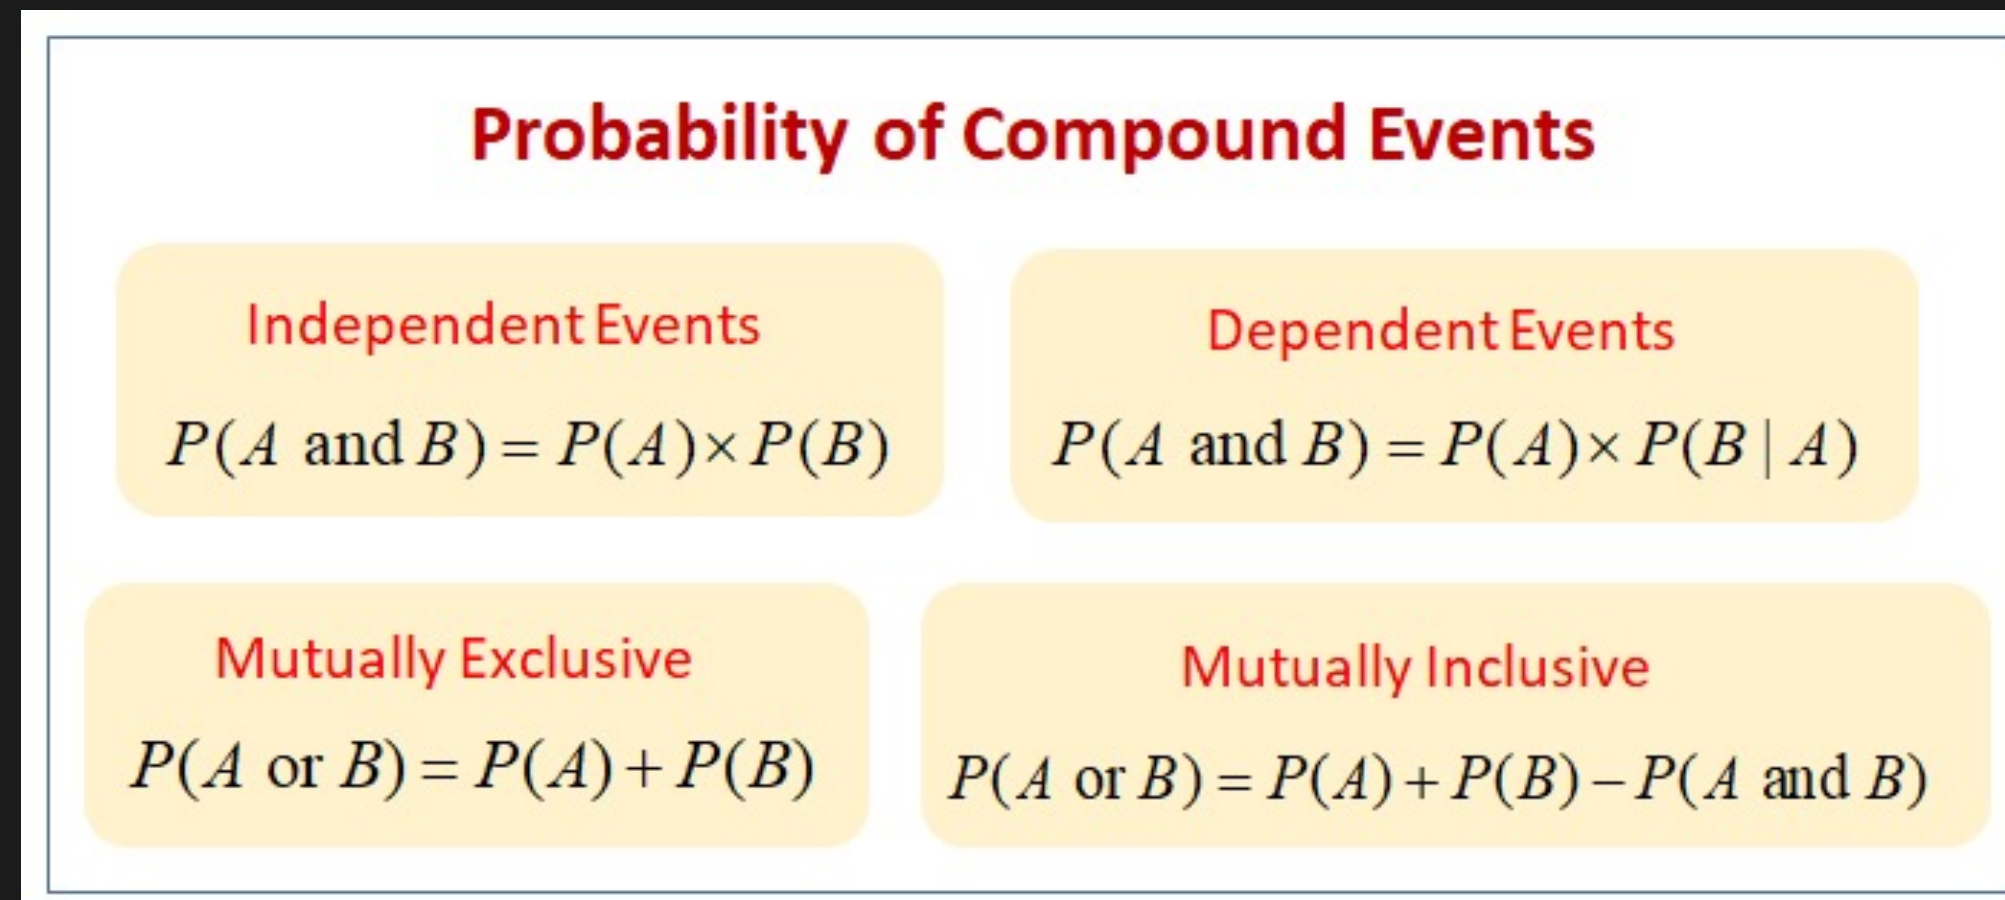 Probability of Compound Events
Independent Events
P(A and B) = P(A)×P(B)
Dependent Events
P(A and B) = P(A)×P(B | A)
Mutually Exclusive
P(A or B) = P(A)+P(B)
Mutually Inclusive
P(A or B) = P(A)+P(B)−P(A and B)